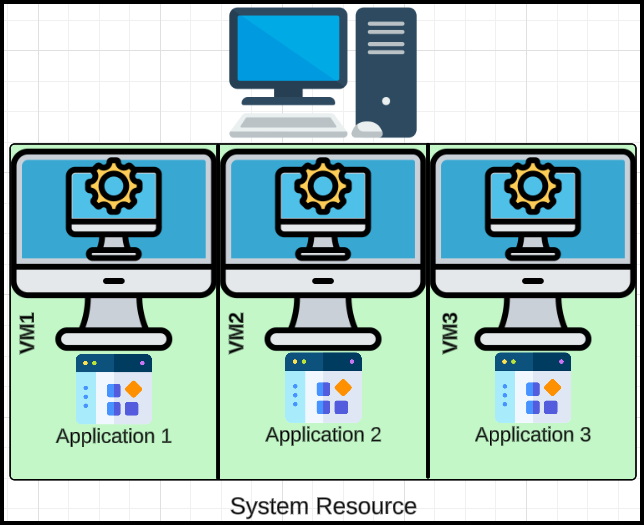 VM1
VM2
VM3
Application 1
Application 2
Application 3
System Resource